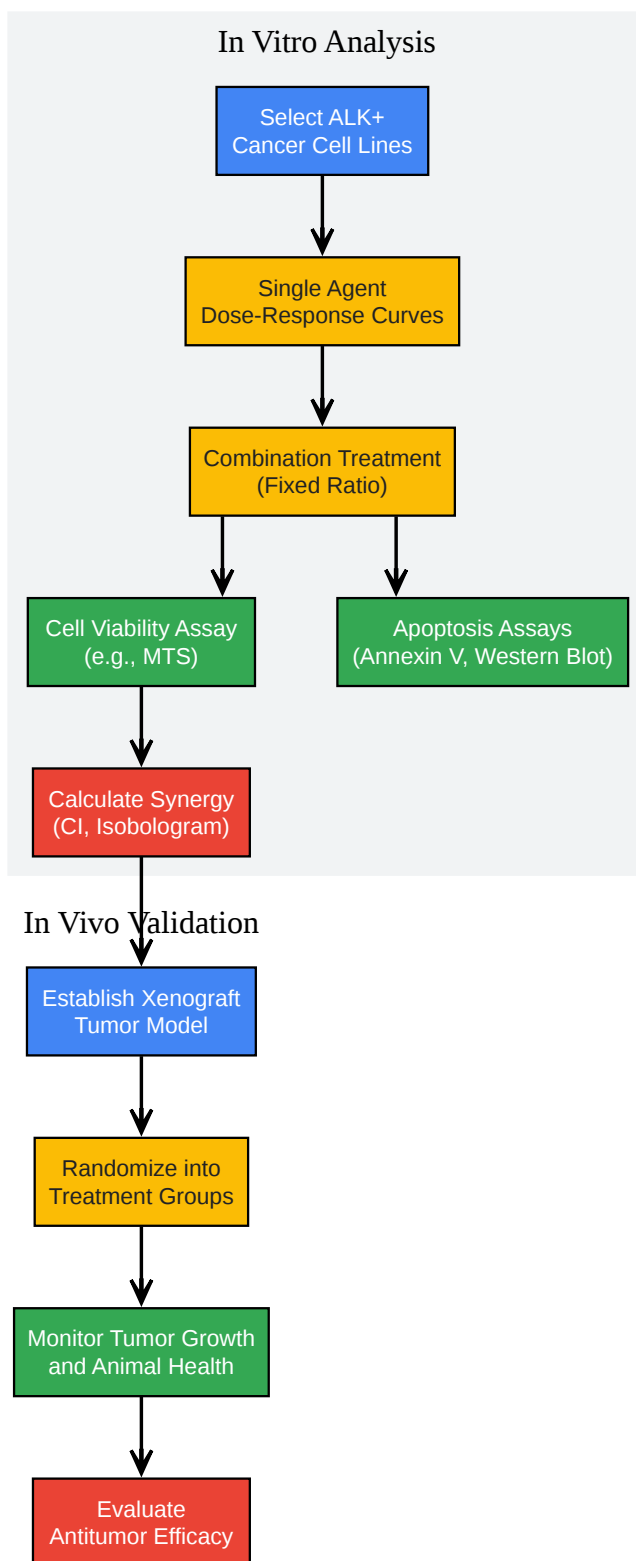 In Vitro Analysis
Select ALK+
Cancer Cell Lines
Single Agent
Dose-Response Curves
Combination Treatment
(Fixed Ratio)
Cell Viability Assay
(e.g., MTS)
Apoptosis Assays
(Annexin V, Western Blot)
Calculate Synergy
(CI, Isobologram)
In Vivo Validation
Establish Xenograft
Tumor Model
Randomize into
Treatment Groups
Monitor Tumor Growth
and Animal Health
Evaluate
Antitumor Efficacy